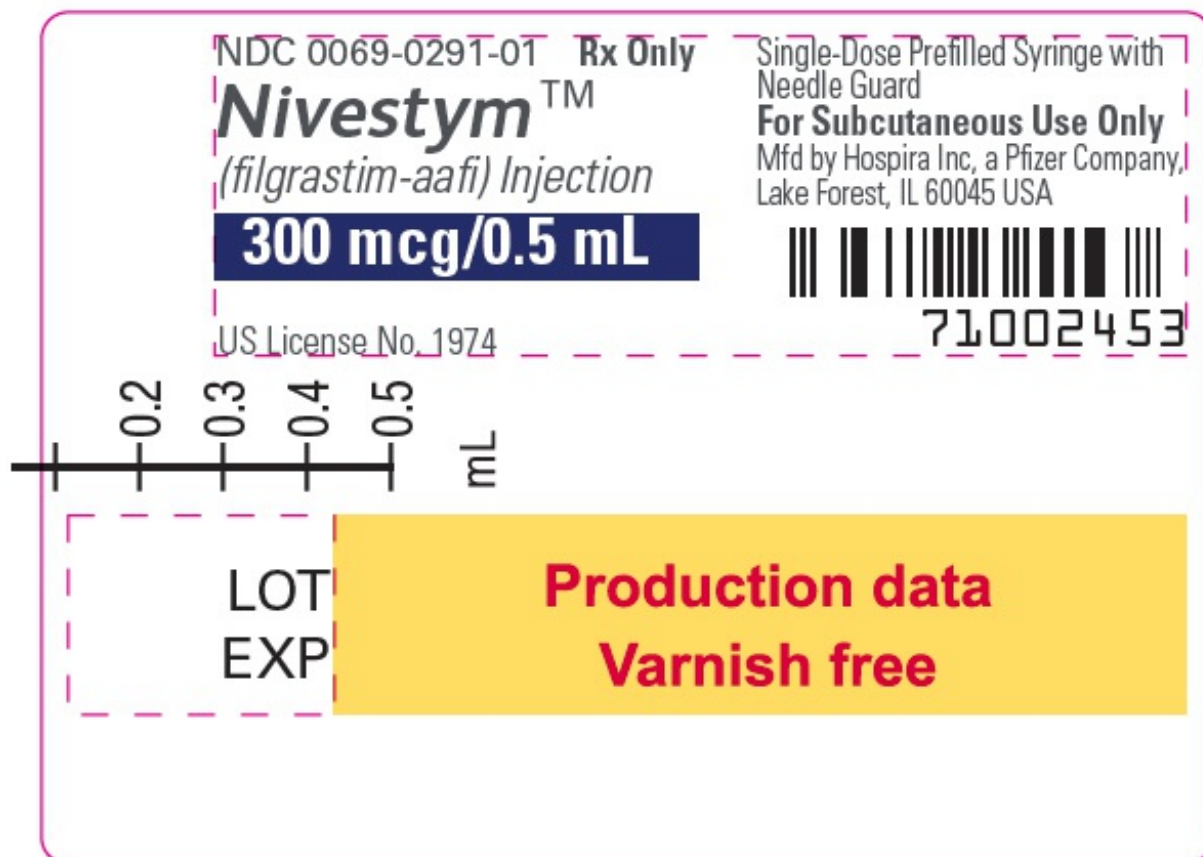 NDC 0069-0291-01 Rx Only
Nivestym™
(filgrastim-aafi) Injection
300 mcg/0.5 mL
US License No. 1974
Single-Dose Prefilled Syringe with
Needle Guard
For Subcutaneous Use Only
Mfd by Hospira Inc, a Pfizer Company,
Lake Forest, IL 60045 USA
71002453
0.2 0.3 0.4 0.5 mL
LOT
EXP
Production data
Varnish free